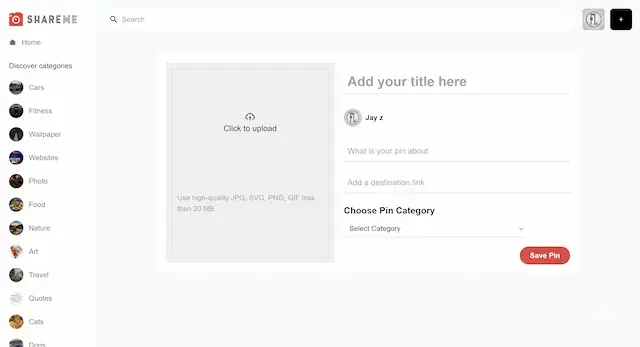 SHAREME
Search
+
Home
Discover categories
Cars
Fitness
Wallpaper
Websites
Photo
Food
Nature
Art
Travel
Quotes
Cats
Dogs
Click to upload
Use high-quality JPG, SVG, PNG, GIF less
than 20 MB
Add your title here
Jay z
What is your pin about
Add a destination link
Choose Pin Category
Select Category
Save Pin